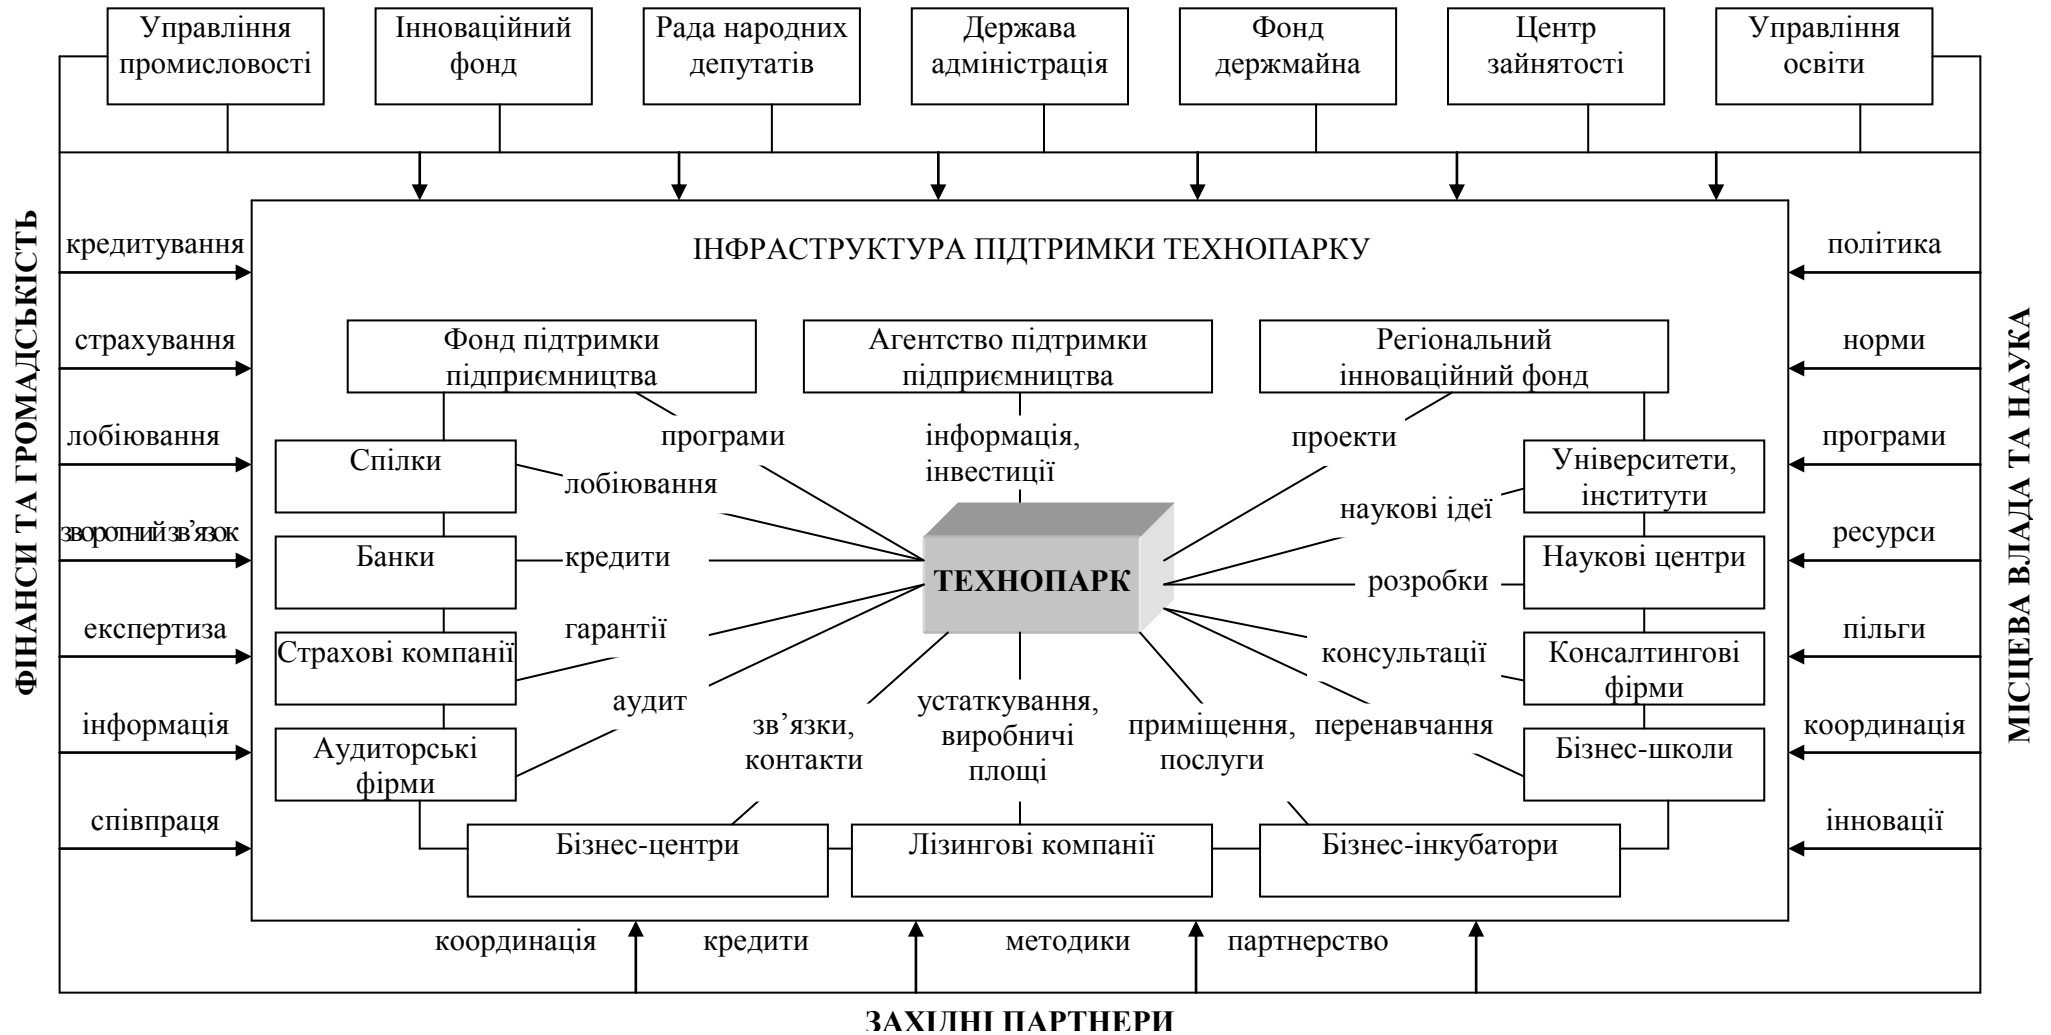 Управління
промисловості
Інноваційний
фонд
Рада народних
депутатів
Держава
адміністрація
Фонд
держмайна
Центр
зайнятості
Управління
освіти
ФІНАНСИ ТА ГРОМАДСЬКІСТЬ
кредитування
страхування
лобіювання
зворотний зв’язок
експертиза
інформація
співпраця
ІНФРАСТРУКТУРА ПІДТРИМКИ ТЕХНОПАРКУ
Фонд підтримки
підприємництва
Агентство підтримки
підприємництва
Регіональний
інноваційний фонд
програми
інформація,
інвестиції
проекти
Спілки
лобіювання
Банки
кредити
Страхові компанії
гарантії
Аудиторські
фірми
аудит
ТЕХНОПАРК
наукові ідеї
Університети,
інститути
розробки
Наукові центри
консультації
Консалтингові
фірми
перенавчання
Бізнес-школи
зв’язки,
контакти
устаткування,
виробничі
площі
приміщення,
послуги
Бізнес-центри
Лізингові компанії
Бізнес-інкубатори
політика
норми
програми
ресурси
пільги
координація
інновації
МІСЦЕВА ВЛАДА ТА НАУКА
координація
кредити
методики
партнерство
ЗАХІДНІ ПАРТНЕРИ